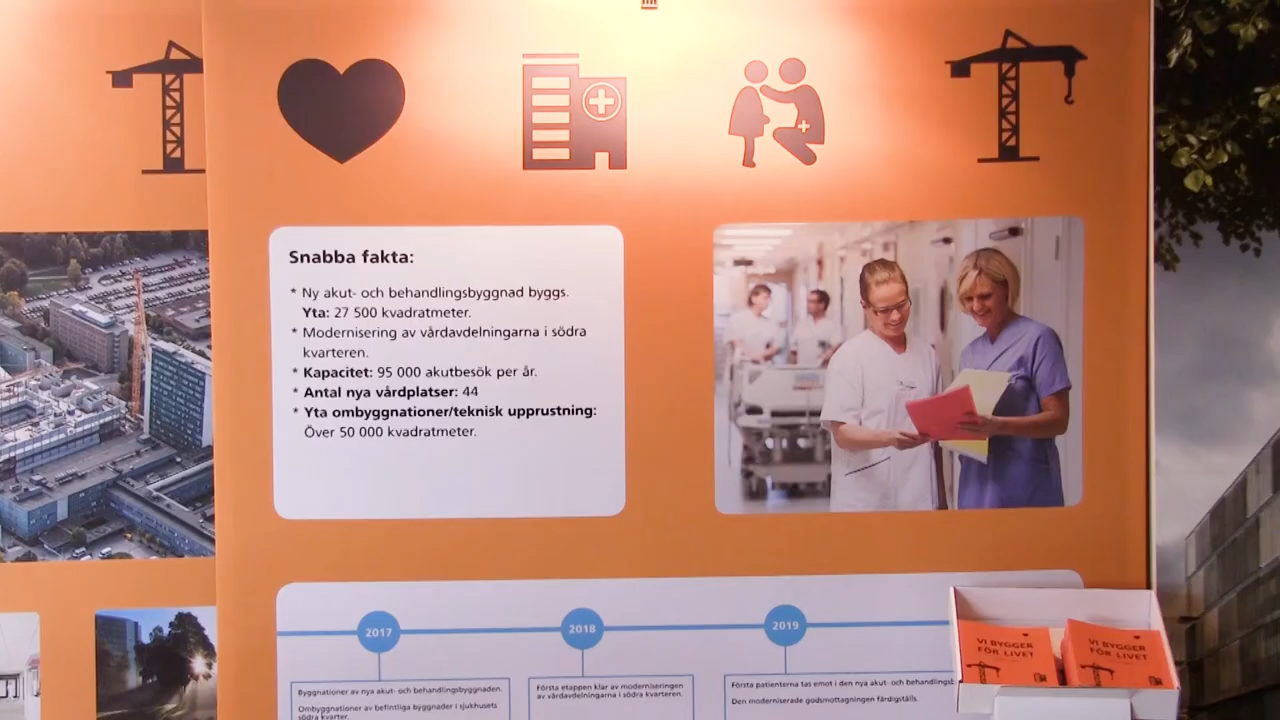 Snabba fakta:
* Ny akut- och behandlingsbyggnad byggs.
Yta: 27 500 kvadratmeter.
* Modernisering av vårdavdelningarna i södra
kvarteren.
* Kapacitet: 95 000 akutbesök per år.
* Antal nya vårdplatser: 44
* Yta ombyggnationer/teknisk upprustning:
Över 50 000 kvadratmeter.
2017
2018
2019
Byggnationer av nya akut- och behandlingsbyggnaden.
Ombyggnationer av befintliga byggnader i sjukhusets
södra kvarter.
Första etappen klar av moderniseringen
av vårdavdelningarna i södra kvarteren.
Första patienterna tas emot i den nya akut- och
Den moderniserade godsmottagningen färdigställs.
VI BYGGER
FÖR LIVET
VI BYGGER
FÖR LIVET